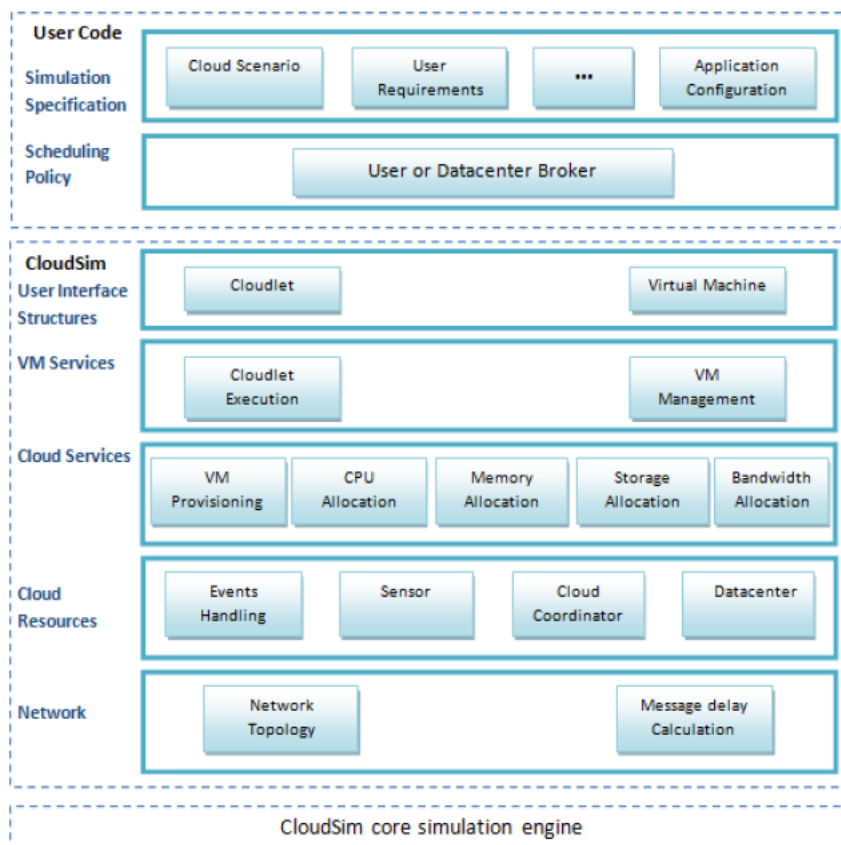 User Code
Simulation
Specification
Cloud Scenario
User
Requirements
...
Application
Configuration
Scheduling
Policy
User or Datacenter Broker
CloudSim
User Interface
Structures
Cloudlet
Virtual Machine
VM Services
Cloudlet
Execution
VM
Management
Cloud Services
VM
Provisioning
CPU
Allocation
Memory
Allocation
Storage
Allocation
Bandwidth
Allocation
Cloud
Resources
Events
Handling
Sensor
Cloud
Coordinator
Datacenter
Network
Network
Topology
Message delay
Calculation
CloudSim core simulation engine